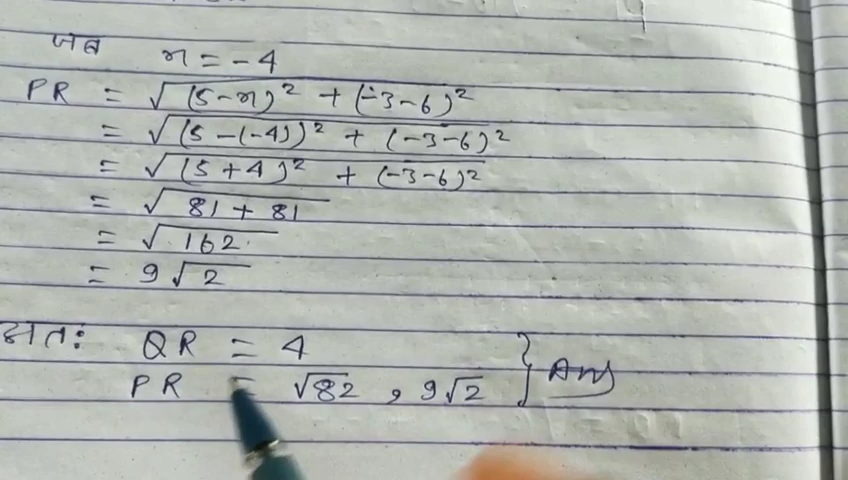 जब x = -4
PR = √(5-x)² + (-3-6)²
= √(5-(-4))² + (-3-6)²
= √(5+4)² + (-3-6)²
= √81 + 81
= √162
= 9√2
अतः QR = 4
PR = √82 , 9√2 } Ans